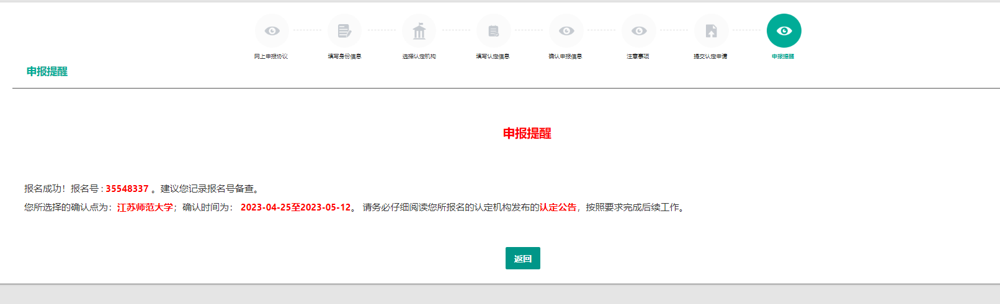 网上申报协议 填写身份信息 选择认定机构 填写认定信息 确认申报信息 注意事项 提交认定申请 申报提醒
申报提醒
申报提醒
报名成功！报名号：35548337 。建议您记录报名号备查。
您所选择的确认点为：江苏师范大学；确认时间为： 2023-04-25至2023-05-12。 请务必仔细阅读您所报名的认定机构发布的认定公告，按照要求完成后续工作。
返回